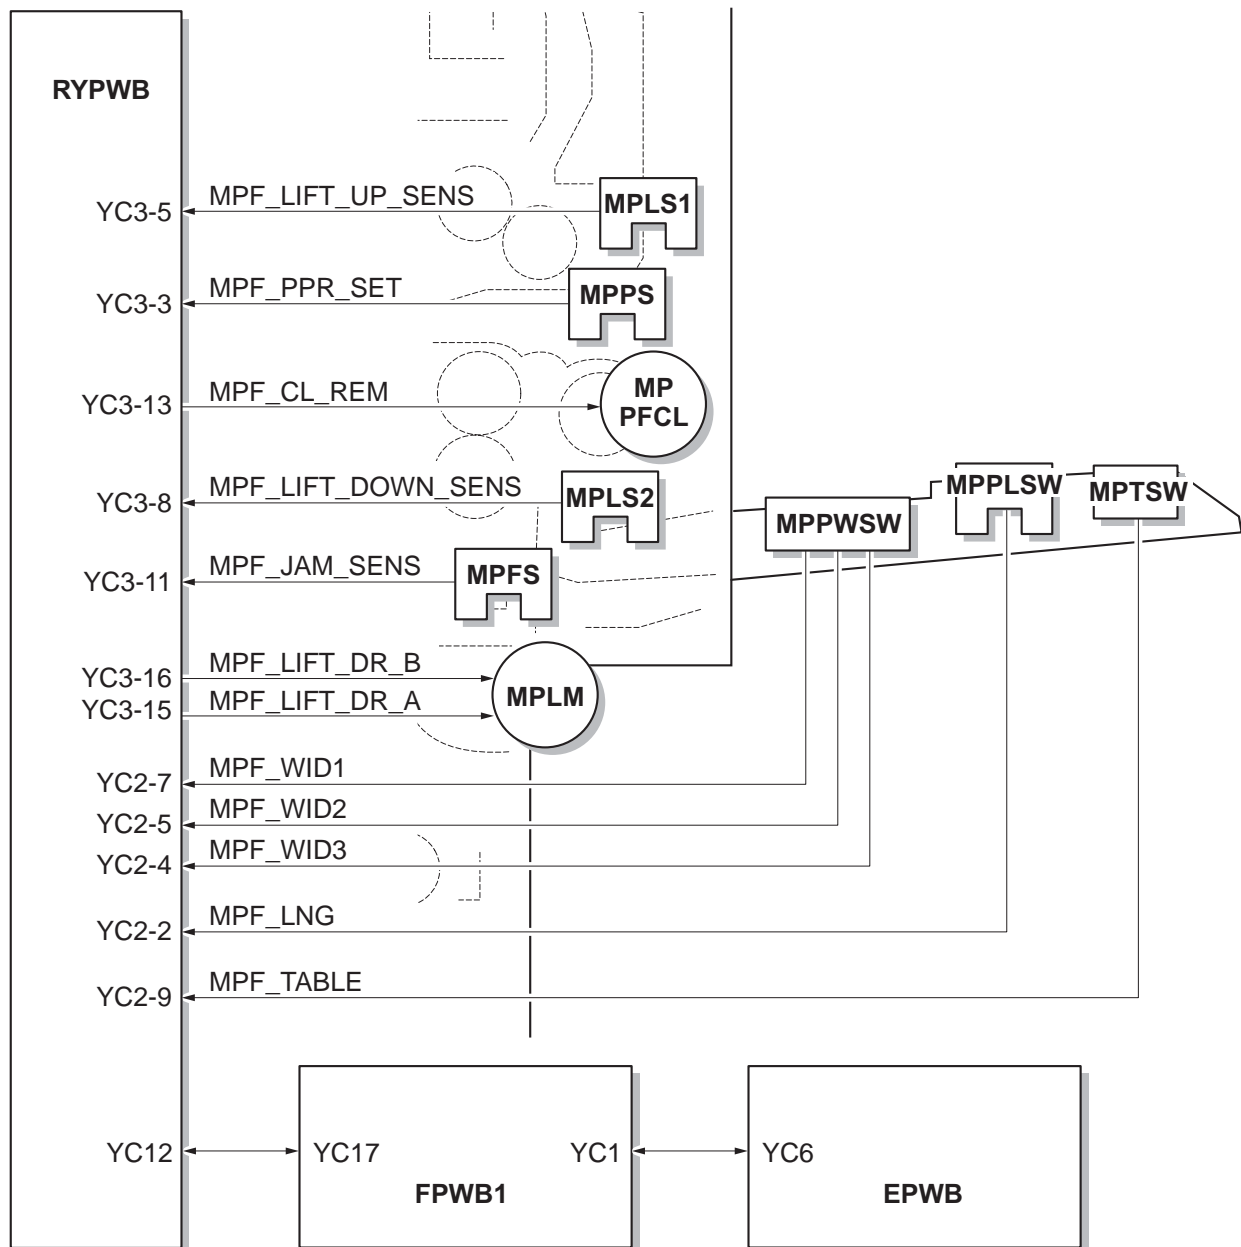 RYPWB
YC3-5 MPF_LIFT_UP_SENS MPLS1
YC3-3 MPF_PPR_SET MPPS
YC3-13 MPF_CL_REM MP PFCL
YC3-8 MPF_LIFT_DOWN_SENS MPLS2 MPPWSW MPPLSW MPTSW
YC3-11 MPF_JAM_SENS MPFS
YC3-16 MPF_LIFT_DR_B
YC3-15 MPF_LIFT_DR_A MPLM
YC2-7 MPF_WID1
YC2-5 MPF_WID2
YC2-4 MPF_WID3
YC2-2 MPF_LNG
YC2-9 MPF_TABLE
YC12 YC17 YC1 YC6
FPWB1 EPWB